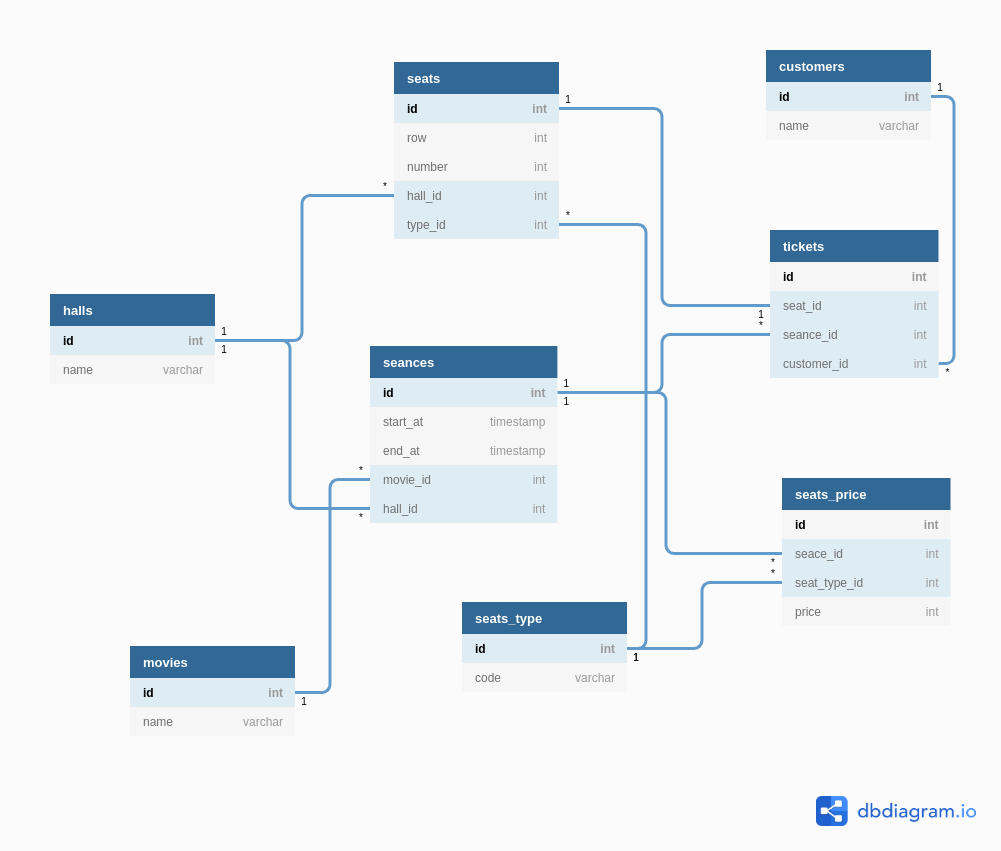 seats
id int
row int
number int
hall_id int
type_id int
1
*
*
customers
id int
name varchar
1
tickets
id int
seat_id int
seance_id int
customer_id int
1
*
*
halls
id int
name varchar
1
1
seances
id int
start_at timestamp
end_at timestamp
movie_id int
hall_id int
1
1
*
*
seats_price
id int
seace_id int
seat_type_id int
price int
*
*
seats_type
id int
code varchar
1
movies
id int
name varchar
1
dbdiagram.io